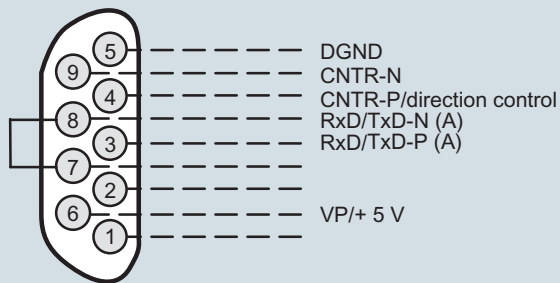 5 DGND
9 CNTR-N
4 CNTR-P/direction control
8 RxD/TxD-N (A)
3 RxD/TxD-P (A)
7
2
6 VP/+ 5 V
1